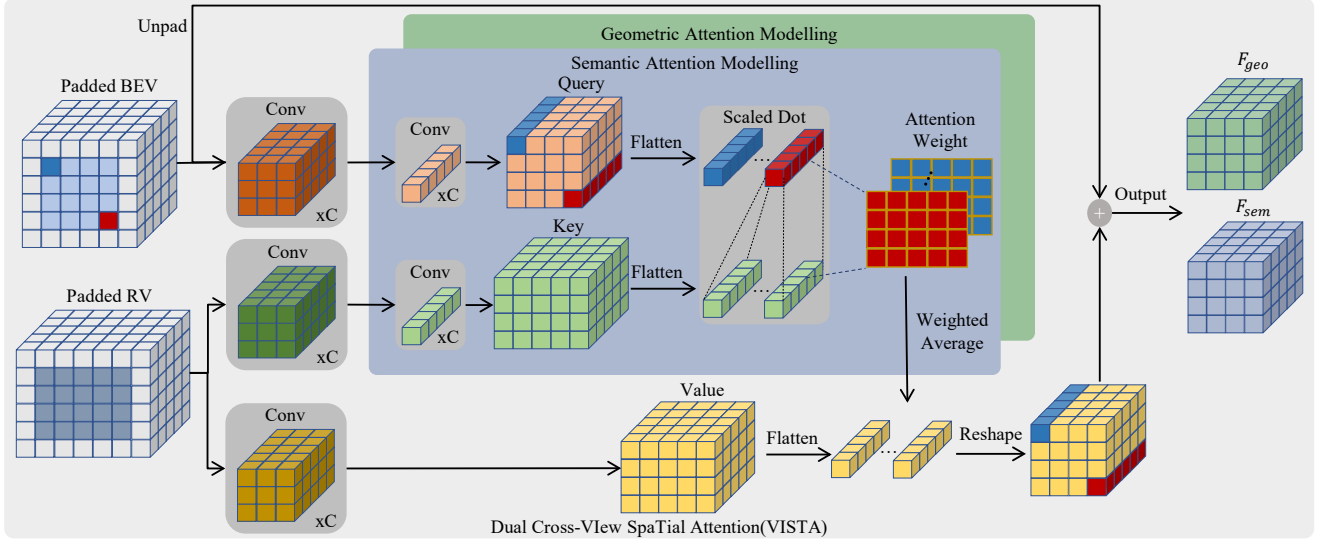 Unpad
Geometric Attention Modelling
Semantic Attention Modelling
Padded BEV
Conv
xC
Conv
xC
Query
Flatten
Scaled Dot
...
Attention
Weight
F_geo
Output
+
F_sem
Padded RV
Conv
xC
Conv
xC
Key
Flatten
...
Weighted
Average
Conv
xC
Value
Flatten
...
Reshape
Dual Cross-VIew SpaTial Attention(VISTA)